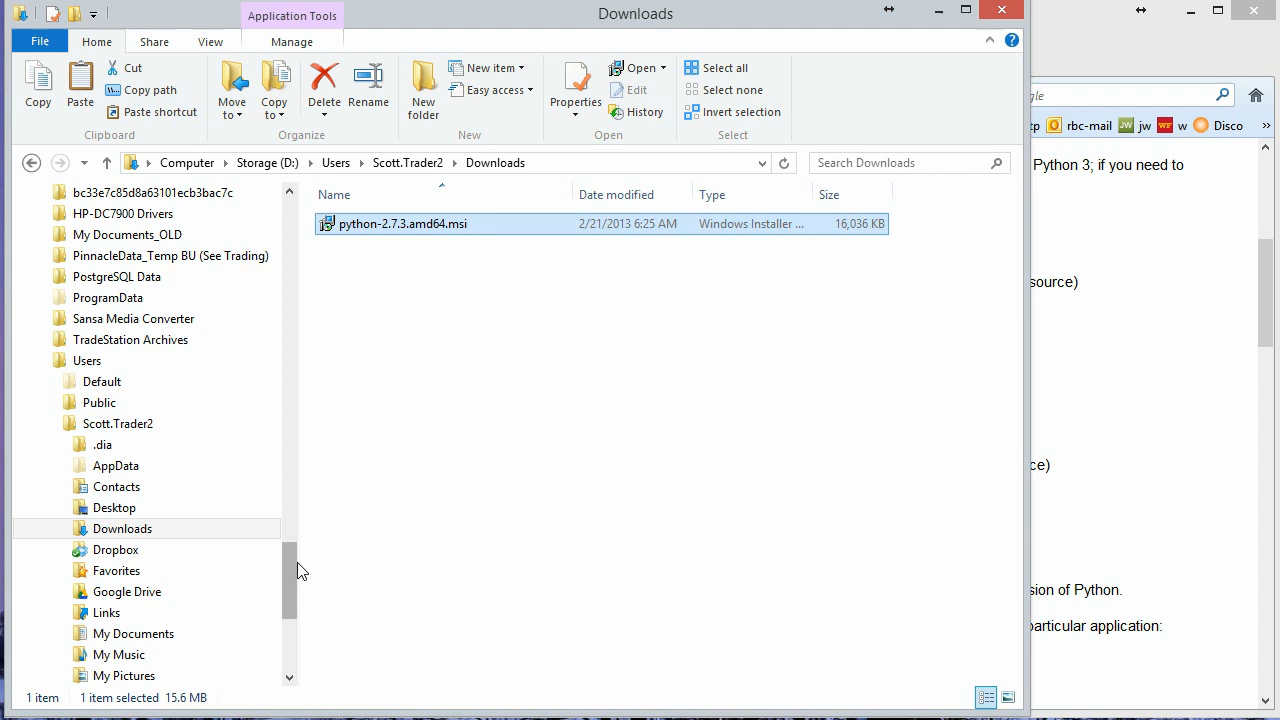 Application Tools
Downloads
File
Home
Share
View
Manage
Copy
Paste
Cut
Copy path
Paste shortcut
Clipboard
Move to
Copy to
Delete
Rename
Organize
New folder
New item
Easy access
New
Properties
Open
Edit
History
Open
Select all
Select none
Invert selection
Select
Computer
Storage (D:)
Users
Scott.Trader2
Downloads
Search Downloads
Name
Date modified
Type
Size
python-2.7.3.amd64.msi
2/21/2013 6:25 AM
Windows Installer ...
16,036 KB
bc33e7c85d8a63101ecb3bac7c
HP-DC7900 Drivers
My Documents_OLD
PinnacleData_Temp BU (See Trading)
PostgreSQL Data
ProgramData
Sansa Media Converter
TradeStation Archives
Users
Default
Public
Scott.Trader2
.dia
AppData
Contacts
Desktop
Downloads
Dropbox
Favorites
Google Drive
Links
My Documents
My Music
My Pictures
1 item
1 item selected 15.6 MB
gle
tp
rbc-mail
JW
jw
WF
w
Disco
»
Python 3; if you need to
source)
ce)
sion of Python.
particular application: